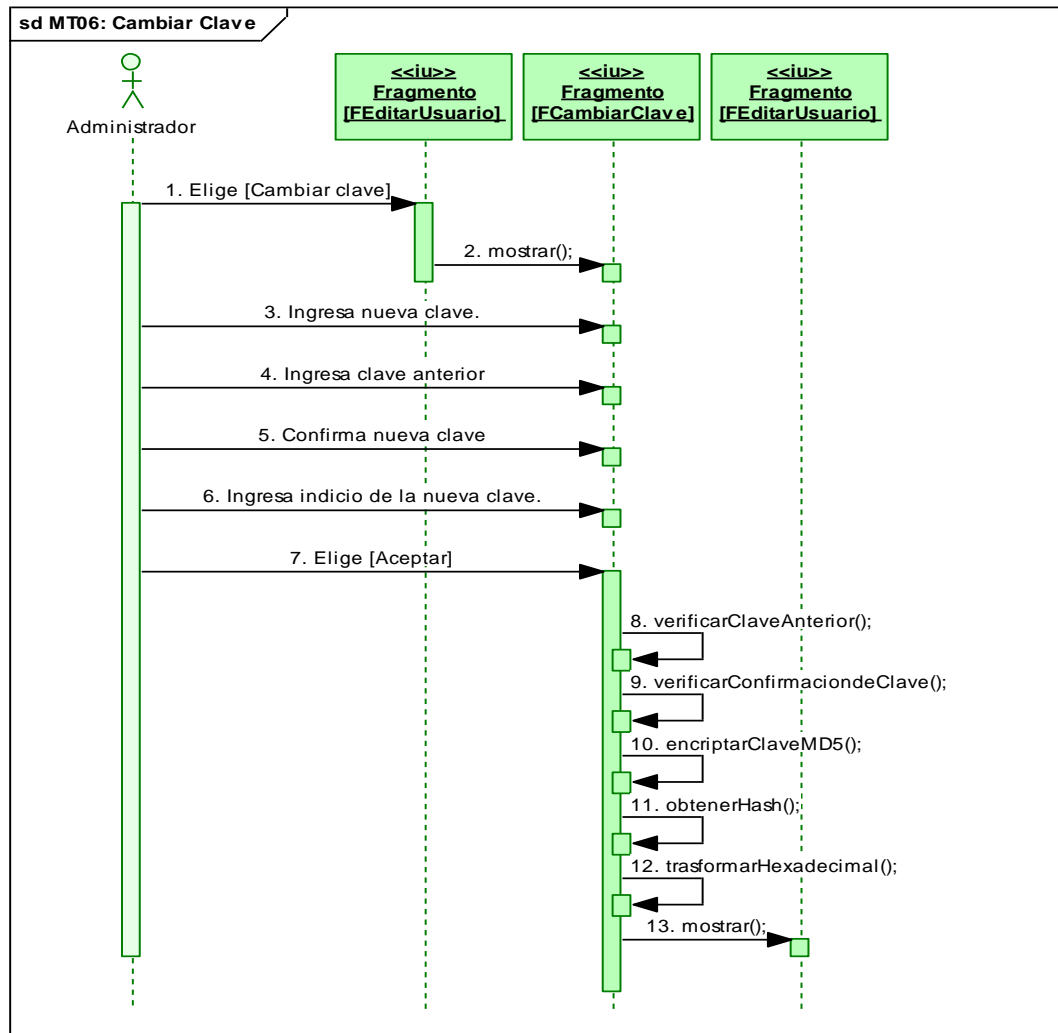 sd MT06: Cambiar Clave
Administrador
<<iu>>
Fragmento
[FEditarUsuario]
<<iu>>
Fragmento
[FCambiarClave]
<<iu>>
Fragmento
[FEditarUsuario]
1. Elige [Cambiar clave]
2. mostrar();
3. Ingresa nueva clave.
4. Ingresa clave anterior
5. Confirma nueva clave
6. Ingresa indicio de la nueva clave.
7. Elige [Aceptar]
8. verificarClaveAnterior();
9. verificarConfirmaciondeClave();
10. encriptarClaveMD5();
11. obtenerHash();
12. trasformarHexadecimal();
13. mostrar();